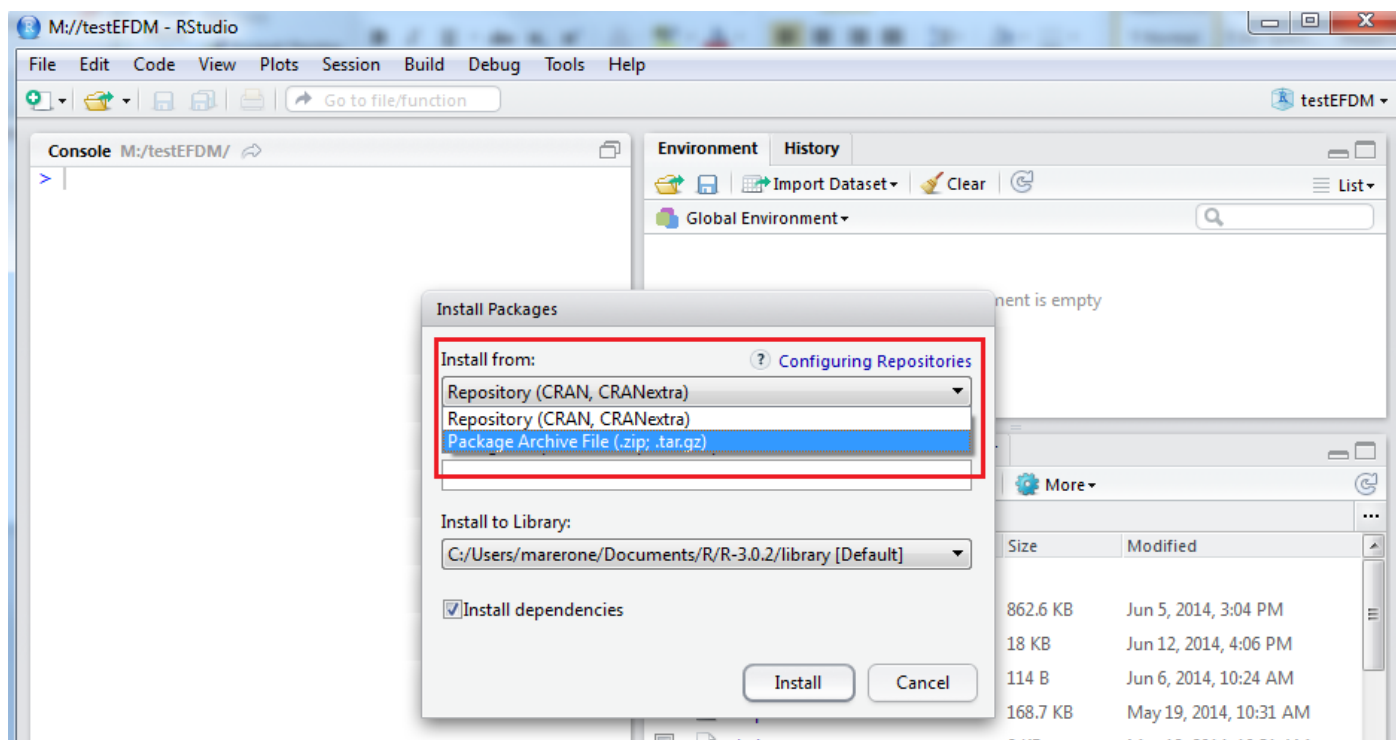 M://testEFDM - RStudio
File Edit Code View Plots Session Build Debug Tools Help
Go to file/function
testEFDM
Console M:/testEFDM/
>
Environment History
Import Dataset Clear
List
Global Environment
ment is empty
Install Packages
Install from:
? Configuring Repositories
Repository (CRAN, CRANextra)
Repository (CRAN, CRANextra)
Package Archive File (.zip; .tar.gz)
Install to Library:
C:/Users/marerone/Documents/R/R-3.0.2/library [Default]
Install dependencies
Install Cancel
More
...
Size Modified
862.6 KB Jun 5, 2014, 3:04 PM
18 KB Jun 12, 2014, 4:06 PM
114 B Jun 6, 2014, 10:24 AM
168.7 KB May 19, 2014, 10:31 AM